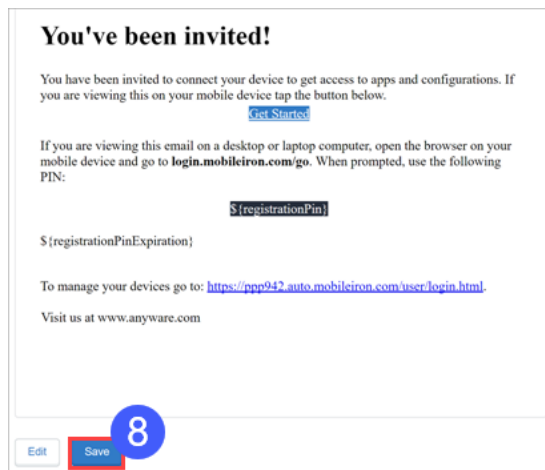 You've been invited!
You have been invited to connect your device to get access to apps and configurations. If
you are viewing this on your mobile device tap the button below.
Get Started
If you are viewing this email on a desktop or laptop computer, open the browser on your
mobile device and go to login.mobileiron.com/go. When prompted, use the following
PIN:
${registrationPin}
${registrationPinExpiration}
To manage your devices go to: https://ppp942.auto.mobileiron.com/user/login.html.
Visit us at www.anyware.com
8
Edit Save